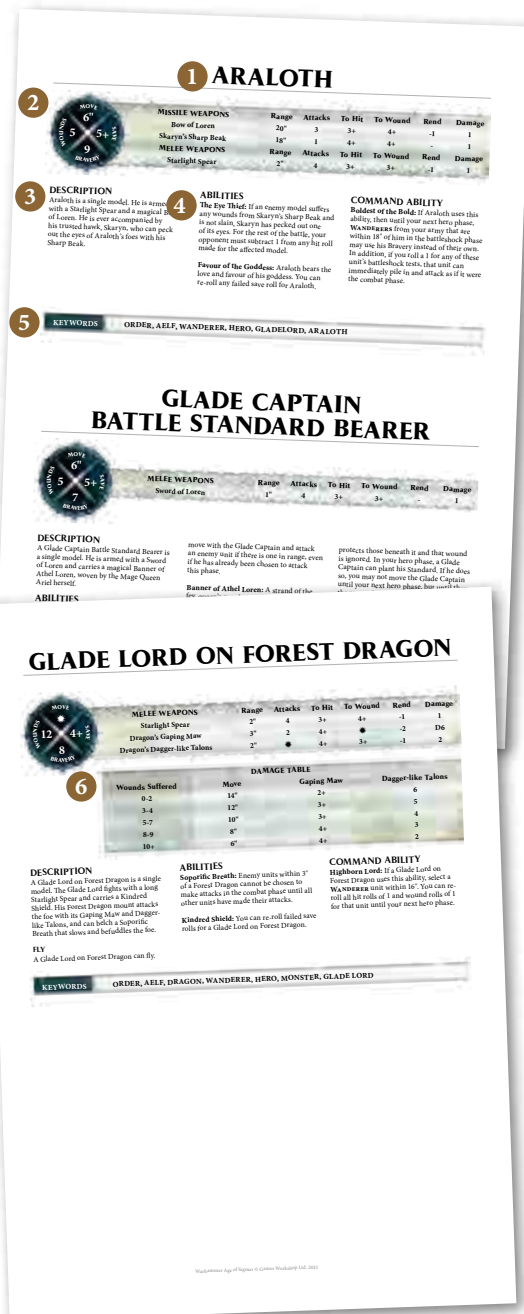 1 ARALOTH
2
MOVE
6"
WOUNDS 5 5+ SAVE
9
BRAVERY
MISSILE WEAPONS Range Attacks To Hit To Wound Rend Damage
Bow of Loren 20" 3 3+ 4+ -1 1
Skaryn's Sharp Beak 18" 1 4+ 4+ - 1
MELEE WEAPONS Range Attacks To Hit To Wound Rend Damage
Starlight Spear 2" 4 3+ 3+ -1 1
3
DESCRIPTION
Araloth is a single model. He is armed
with a Starlight Spear and a magical B
of Loren. He is ever accompanied by
his trusted hawk, Skaryn, who can peck
out the eyes of Araloth's foes with his
Sharp Beak.
4
ABILITIES
The Eye Thief: If an enemy model suffers
any wounds from Skaryn's Sharp Beak and
is not slain, Skaryn has pecked out one
of its eyes. For the rest of the battle, your
opponent must subtract 1 from any hit roll
made for the affected model.
Favour of the Goddess: Araloth bears the
love and favour of his goddess. You can
re-roll any failed save roll for Araloth.
COMMAND ABILITY
Boldest of the Bold: If Araloth uses this
ability, then until your next hero phase,
WANDERERS from your army that are
within 18" of him in the battleshock phase
may use his Bravery instead of their own.
In addition, if you roll a 1 for any of these
unit's battleshock tests, that unit can
immediately pile in and attack as if it were
the combat phase.
5
KEYWORDS ORDER, AELF, WANDERER, HERO, GLADELORD, ARALOTH
GLADE CAPTAIN
BATTLE STANDARD BEARER
MOVE
6"
WOUNDS 5 5+ SAVE
7
BRAVERY
MELEE WEAPONS Range Attacks To Hit To Wound Rend Damage
Sword of Loren 1" 4 3+ 3+ - 1
DESCRIPTION
A Glade Captain Battle Standard Bearer is
a single model. He is armed with a Sword
of Loren and carries a magical Banner of
Athel Loren, woven by the Mage Queen
Ariel herself.
ABILITIES
move with the Glade Captain and attack
an enemy unit if there is one in range, even
if he has already been chosen to attack
this phase.
Banner of Athel Loren: A strand of the
protects those beneath it and that wound
is ignored. In your hero phase, a Glade
Captain can plant his Standard. If he does
so, you may not move the Glade Captain
until your next hero phase, but until
GLADE LORD ON FOREST DRAGON
MOVE
✹
WOUNDS 12 4+ SAVE
8
BRAVERY
MELEE WEAPONS Range Attacks To Hit To Wound Rend Damage
Starlight Spear 2" 4 3+ 4+ -1 1
Dragon's Gaping Maw 3" 2 4+ ✹ -2 D6
Dragon's Dagger-like Talons 2" ✹ 4+ 3+ -1 2
6
DAMAGE TABLE
Wounds Suffered Move Gaping Maw Dagger-like Talons
0-2 14" 2+ 6
3-4 12" 3+ 5
5-7 10" 3+ 4
8-9 8" 4+ 3
10+ 6" 4+ 2
DESCRIPTION
A Glade Lord on Forest Dragon is a single
model. The Glade Lord fights with a long
Starlight Spear and carries a Kindred
Shield. His Forest Dragon mount attacks
the foe with its Gaping Maw and Dagger-
like Talons, and can belch a Soporific
Breath that slows and befuddles the foe.
FLY
A Glade Lord on Forest Dragon can fly.
ABILITIES
Soporific Breath: Enemy units within 3"
of a Forest Dragon cannot be chosen to
make attacks in the combat phase until all
other units have made their attacks.
Kindred Shield: You can re-roll failed save
rolls for a Glade Lord on Forest Dragon.
COMMAND ABILITY
Highborn Lord: If a Glade Lord on
Forest Dragon uses this ability, select a
WANDERER unit within 16". You can re-
roll all hit rolls of 1 and wound rolls of 1
for that unit until your next hero phase.
KEYWORDS ORDER, AELF, DRAGON, WANDERER, HERO, MONSTER, GLADE LORD
Warhammer Age of Sigmar © Games Workshop Ltd. 2015